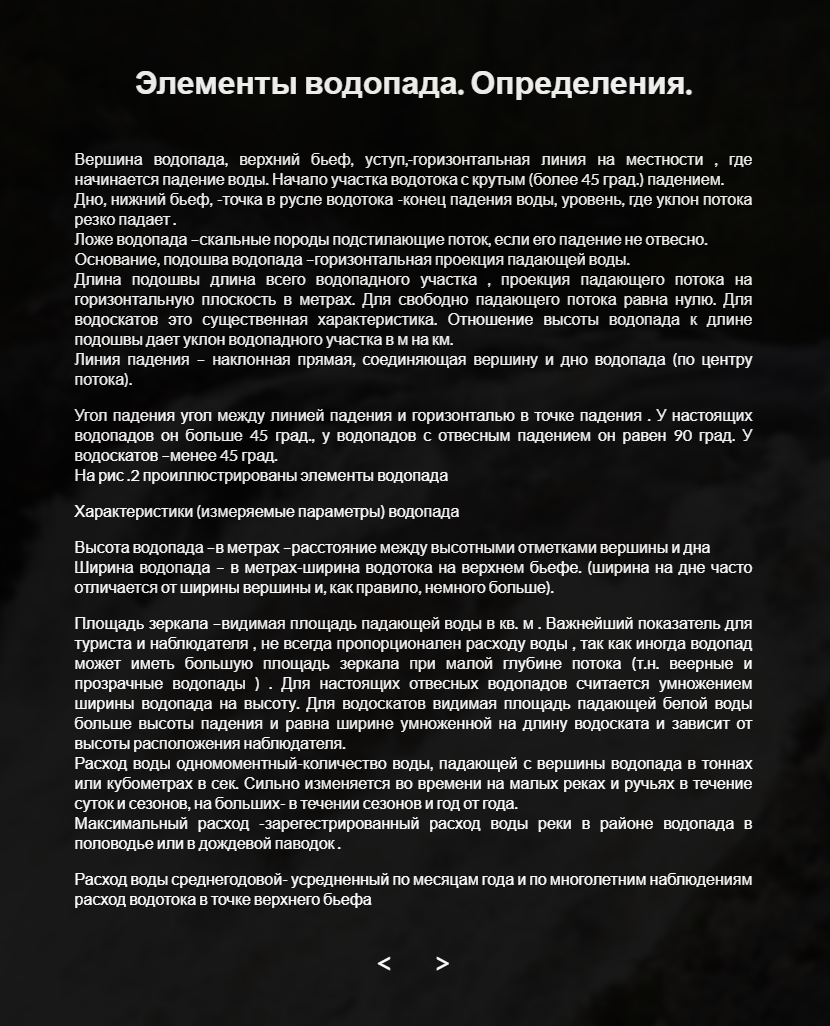 Элементы водопада. Определения.
Вершина водопада, верхний бьеф, уступ,-горизонтальная линия на местности , где
начинается падение воды. Начало участка водотока с крутым (более 45 град.) падением.
Дно, нижний бьеф, -точка в русле водотока -конец падения воды, уровень, где уклон потока
резко падает .
Ложе водопада –скальные породы подстилающие поток, если его падение не отвесно.
Основание, подошва водопада –горизонтальная проекция падающей воды.
Длина подошвы длина всего водопадного участка , проекция падающего потока на
горизонтальную плоскость в метрах. Для свободно падающего потока равна нулю. Для
водоскатов это существенная характеристика. Отношение высоты водопада к длине
подошвы дает уклон водопадного участка в м на км.
Линия падения – наклонная прямая, соединяющая вершину и дно водопада (по центру
потока).
Угол падения угол между линией падения и горизонталью в точке падения . У настоящих
водопадов он больше 45 град., у водопадов с отвесным падением он равен 90 град. У
водоскатов –менее 45 град.
На рис .2 проиллюстрированы элементы водопада
Характеристики (измеряемые параметры) водопада
Высота водопада –в метрах –расстояние между высотными отметками вершины и дна
Ширина водопада – в метрах-ширина водотока на верхнем бьефе. (ширина на дне часто
отличается от ширины вершины и, как правило, немного больше).
Площадь зеркала –видимая площадь падающей воды в кв. м . Важнейший показатель для
туриста и наблюдателя , не всегда пропорционален расходу воды , так как иногда водопад
может иметь большую площадь зеркала при малой глубине потока (т.н. веерные и
прозрачные водопады ) . Для настоящих отвесных водопадов считается умножением
ширины водопада на высоту. Для водоскатов видимая площадь падающей белой воды
больше высоты падения и равна ширине умноженной на длину водоската и зависит от
высоты расположения наблюдателя.
Расход воды одномоментный-количество воды, падающей с вершины водопада в тоннах
или кубометрах в сек. Сильно изменяется во времени на малых реках и ручьях в течение
суток и сезонов, на больших- в течении сезонов и год от года.
Максимальный расход -зарегестрированный расход воды реки в районе водопада в
половодье или в дождевой паводок .
Расход воды среднегодовой- усредненный по месяцам года и по многолетним наблюдениям
расход водотока в точке верхнего бьефа
< >